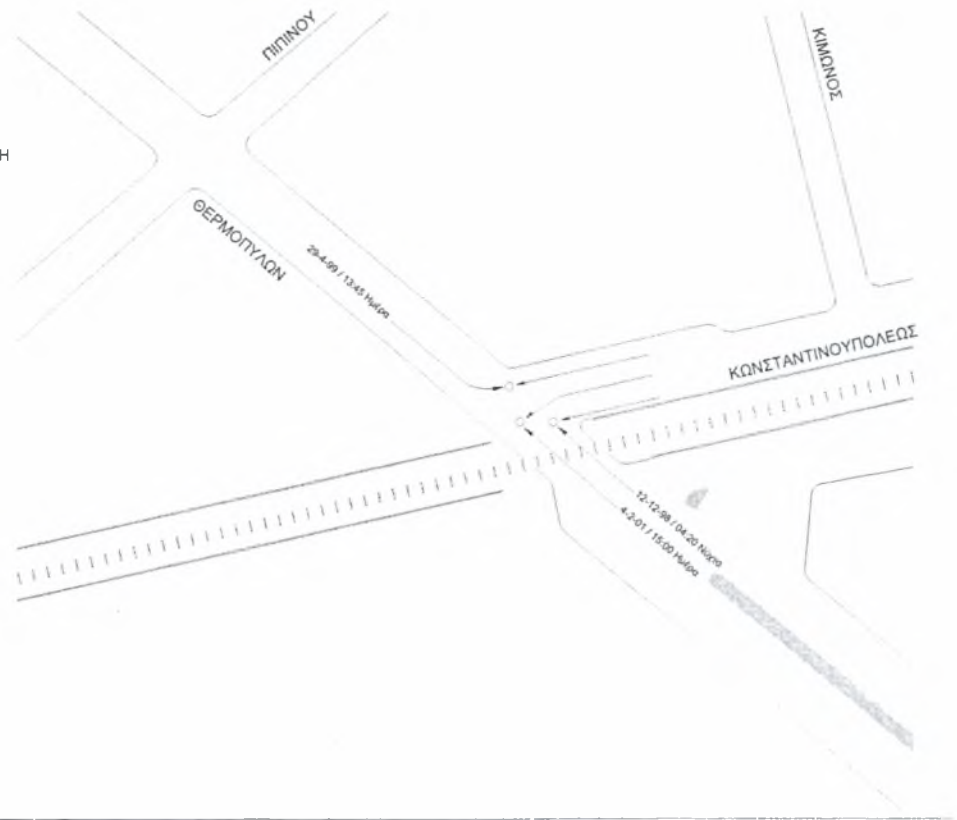 ΠΙΠΙΝΟΥ
ΚΙΜΩΝΟΣ
Η
ΘΕΡΜΟΠΥΛΩΝ
29-4-99 / 13:45 Ημέρα
ΚΩΝΣΤΑΝΤΙΝΟΥΠΟΛΕΩΣ
12-12-98 / 04:20 Νύχτα
4-2-01 / 15:00 Ημέρα